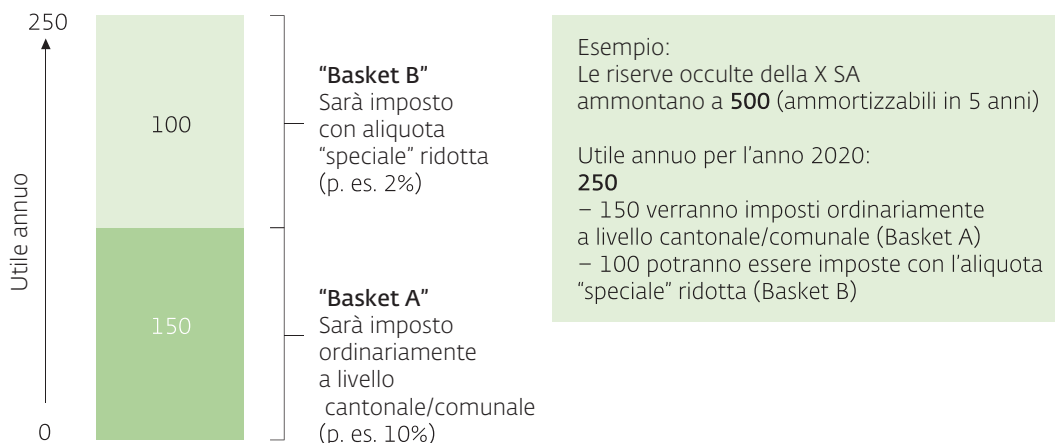 250
Utile annuo
100
150
0
“Basket B”
Sarà imposto
con aliquota
“speciale” ridotta
(p. es. 2%)
“Basket A”
Sarà imposto
ordinariamente
a livello
cantonale/comunale
(p. es. 10%)
Esempio:
Le riserve occulte della X SA
ammontano a 500 (ammortizzabili in 5 anni)
Utile annuo per l’anno 2020:
250
– 150 verranno imposti ordinariamente
a livello cantonale/comunale (Basket A)
– 100 potranno essere imposte con l’aliquota
“speciale” ridotta (Basket B)